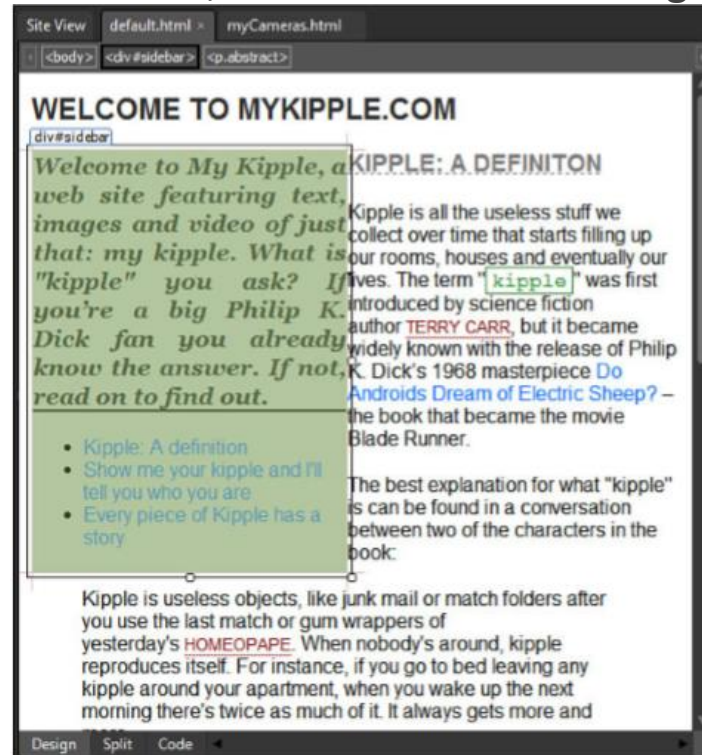 Site View default.html × myCameras.html
<body> <div#sidebar> <p.abstract>
WELCOME TO MYKIPPLE.COM
div#sidebar
Welcome to My Kipple, a
web site featuring text,
images and video of just
that: my kipple. What is
"kipple" you ask? If
you're a big Philip K.
Dick fan you already
know the answer. If not,
read on to find out.
• Kipple: A definition
• Show me your kipple and I'll
tell you who you are
• Every piece of Kipple has a
story
KIPPLE: A DEFINITON
Kipple is all the useless stuff we
collect over time that starts filling up
our rooms, houses and eventually our
lives. The term "kipple" was first
introduced by science fiction
author TERRY CARR, but it became
widely known with the release of Philip
K. Dick's 1968 masterpiece Do
Androids Dream of Electric Sheep? –
the book that became the movie
Blade Runner.
The best explanation for what "kipple"
is can be found in a conversation
between two of the characters in the
book:
Kipple is useless objects, like junk mail or match folders after
you use the last match or gum wrappers of
yesterday's HOMEOPAPE. When nobody's around, kipple
reproduces itself. For instance, if you go to bed leaving any
kipple around your apartment, when you wake up the next
morning there's twice as much of it. It always gets more and
Design Split Code